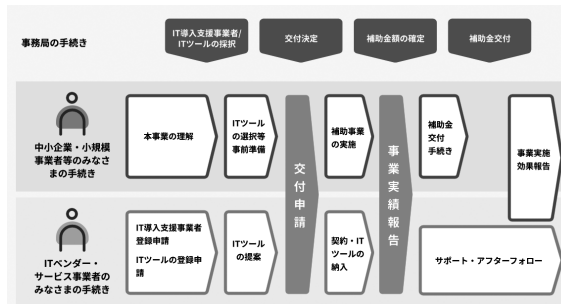 事務局の手続き
IT導入支援事業者/
ITツールの採択
交付決定
補助金額の確定
補助金交付
中小企業・小規模
事業者等のみなさ
まの手続き
本事業の理解
ITツール
の選択等
事前準備
交付申請
補助事業
の実施
事業実績報告
補助金
交付
手続き
事業実施
効果報告
ITベンダー・
サービス事業者の
みなさまの手続き
IT導入支援事業者
登録申請
ITツールの登録申
請
ITツール
の提案
契約・IT
ツールの
納入
サポート・アフターフォロー